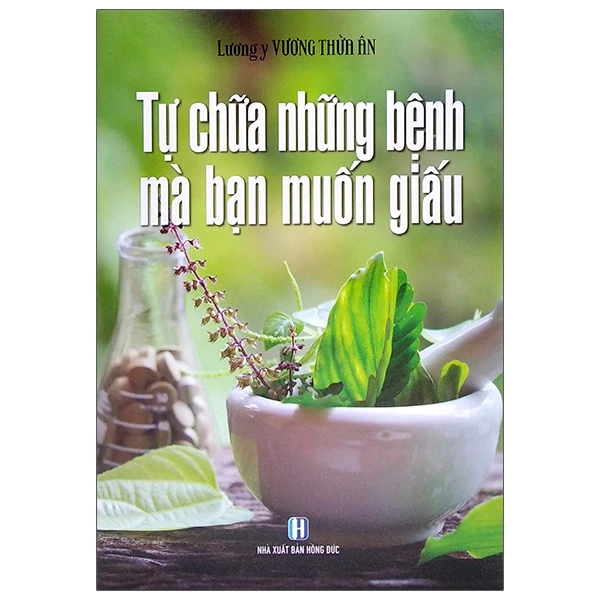 Lương y VƯƠNG THỪA ÂN
Tự chữa những bệnh
mà bạn muốn giấu
H
NHÀ XUẤT BẢN HỒNG ĐỨC